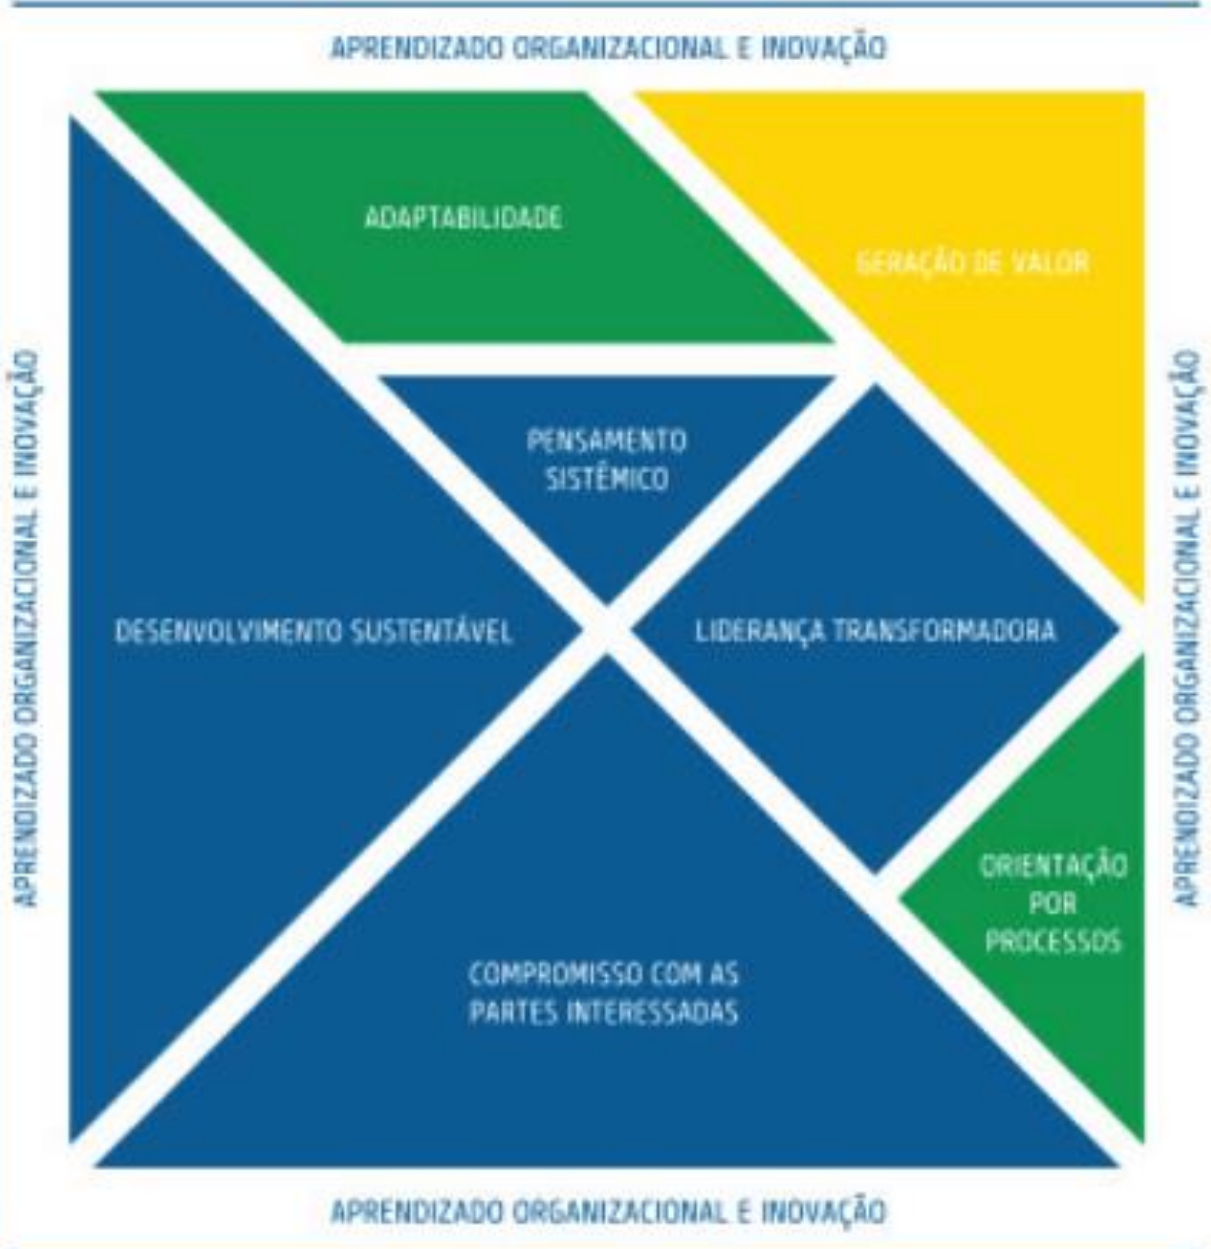 APRENDIZADO ORGANIZACIONAL E INOVAÇÃO
ADAPTABILIDADE
GERAÇÃO DE VALOR
PENSAMENTO
SISTÊMICO
APRENDIZADO ORGANIZACIONAL E INOVAÇÃO
DESENVOLVIMENTO SUSTENTÁVEL
LIDERANÇA TRANSFORMADORA
APRENDIZADO ORGANIZACIONAL E INOVAÇÃO
ORIENTAÇÃO
POR
PROCESSOS
COMPROMISSO COM AS
PARTES INTERESSADAS
APRENDIZADO ORGANIZACIONAL E INOVAÇÃO